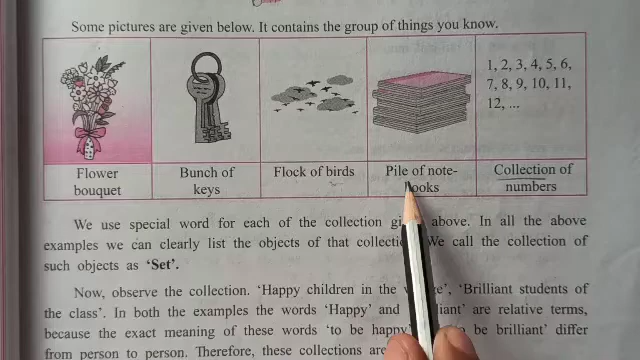 Some pictures are given below. It contains the group of things you know.
1, 2, 3, 4, 5, 6,
7, 8, 9, 10, 11,
12, ...
Flower
bouquet
Bunch of
keys
Flock of birds
Pile of note-
books
Collection of
numbers
We use special word for each of the collection above. In all the above
examples we can clearly list the objects of that We call the collection of
such objects as 'Set'.
Now, observe the collection. 'Happy children in the 'Brilliant students of
the class'. In both the examples the words 'Happy' and are relative terms,
because the exact meaning of these words 'to be happy' be brilliant' differ
from person to person. Therefore, these collections are